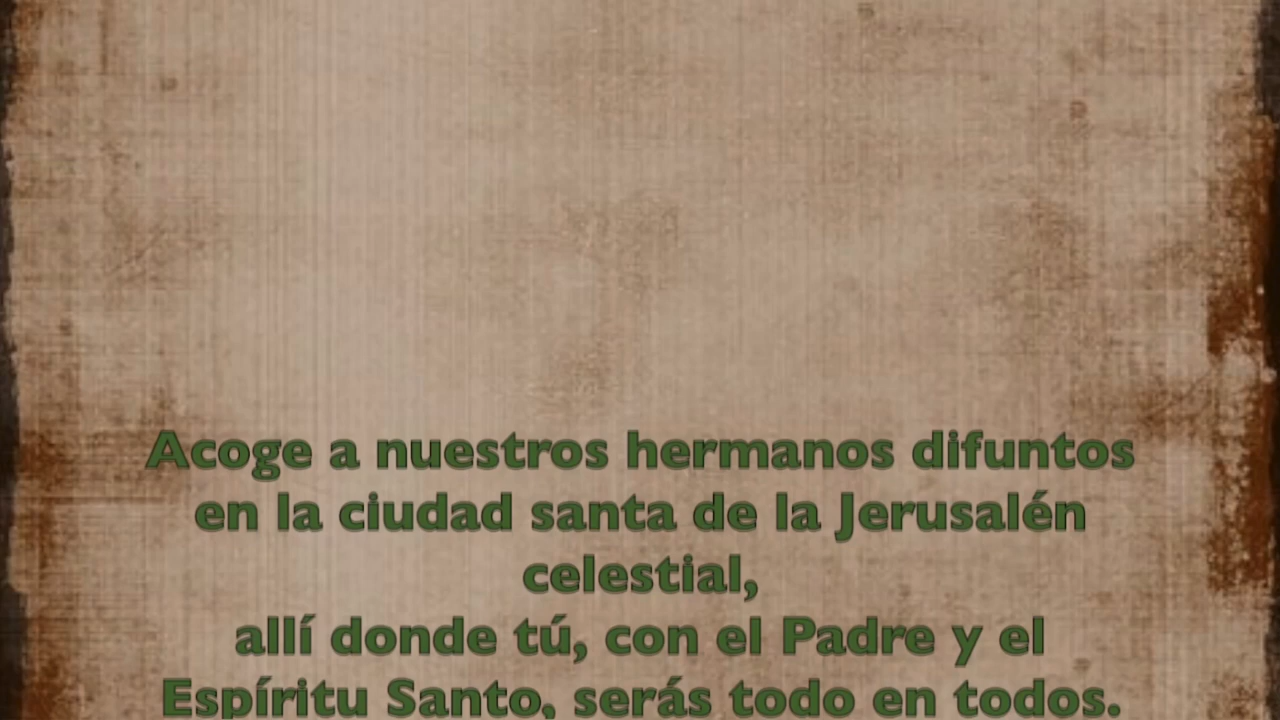 Acoge a nuestros hermanos difuntos
en la ciudad santa de la Jerusalén
celestial,
allí donde tú, con el Padre y el
Espíritu Santo, serás todo en todos.